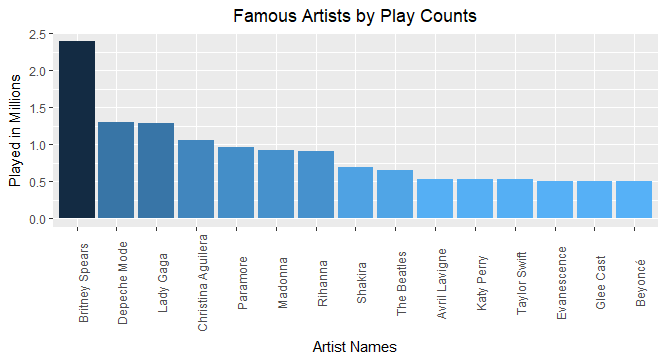 Famous Artists by Play Counts
Played in Millions
2.5
2.0
1.5
1.0
0.5
0.0
Britney Spears
Depeche Mode
Lady Gaga
Christina Aguilera
Paramore
Madonna
Rihanna
Shakira
The Beatles
Avril Lavigne
Katy Perry
Taylor Swift
Evanescence
Glee Cast
Beyoncé
Artist Names